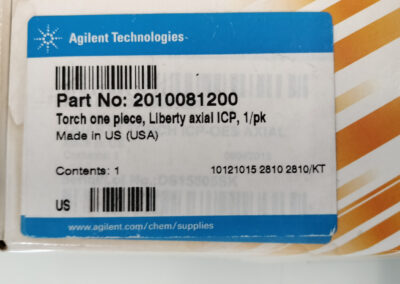 Agilent Technologies
Part No: 2010081200
Torch one piece, Liberty axial ICP, 1/pk
Made in US (USA)
Contents: 1
10121015 2810 2810/KT
US
www.agilent.com/chem/supplies